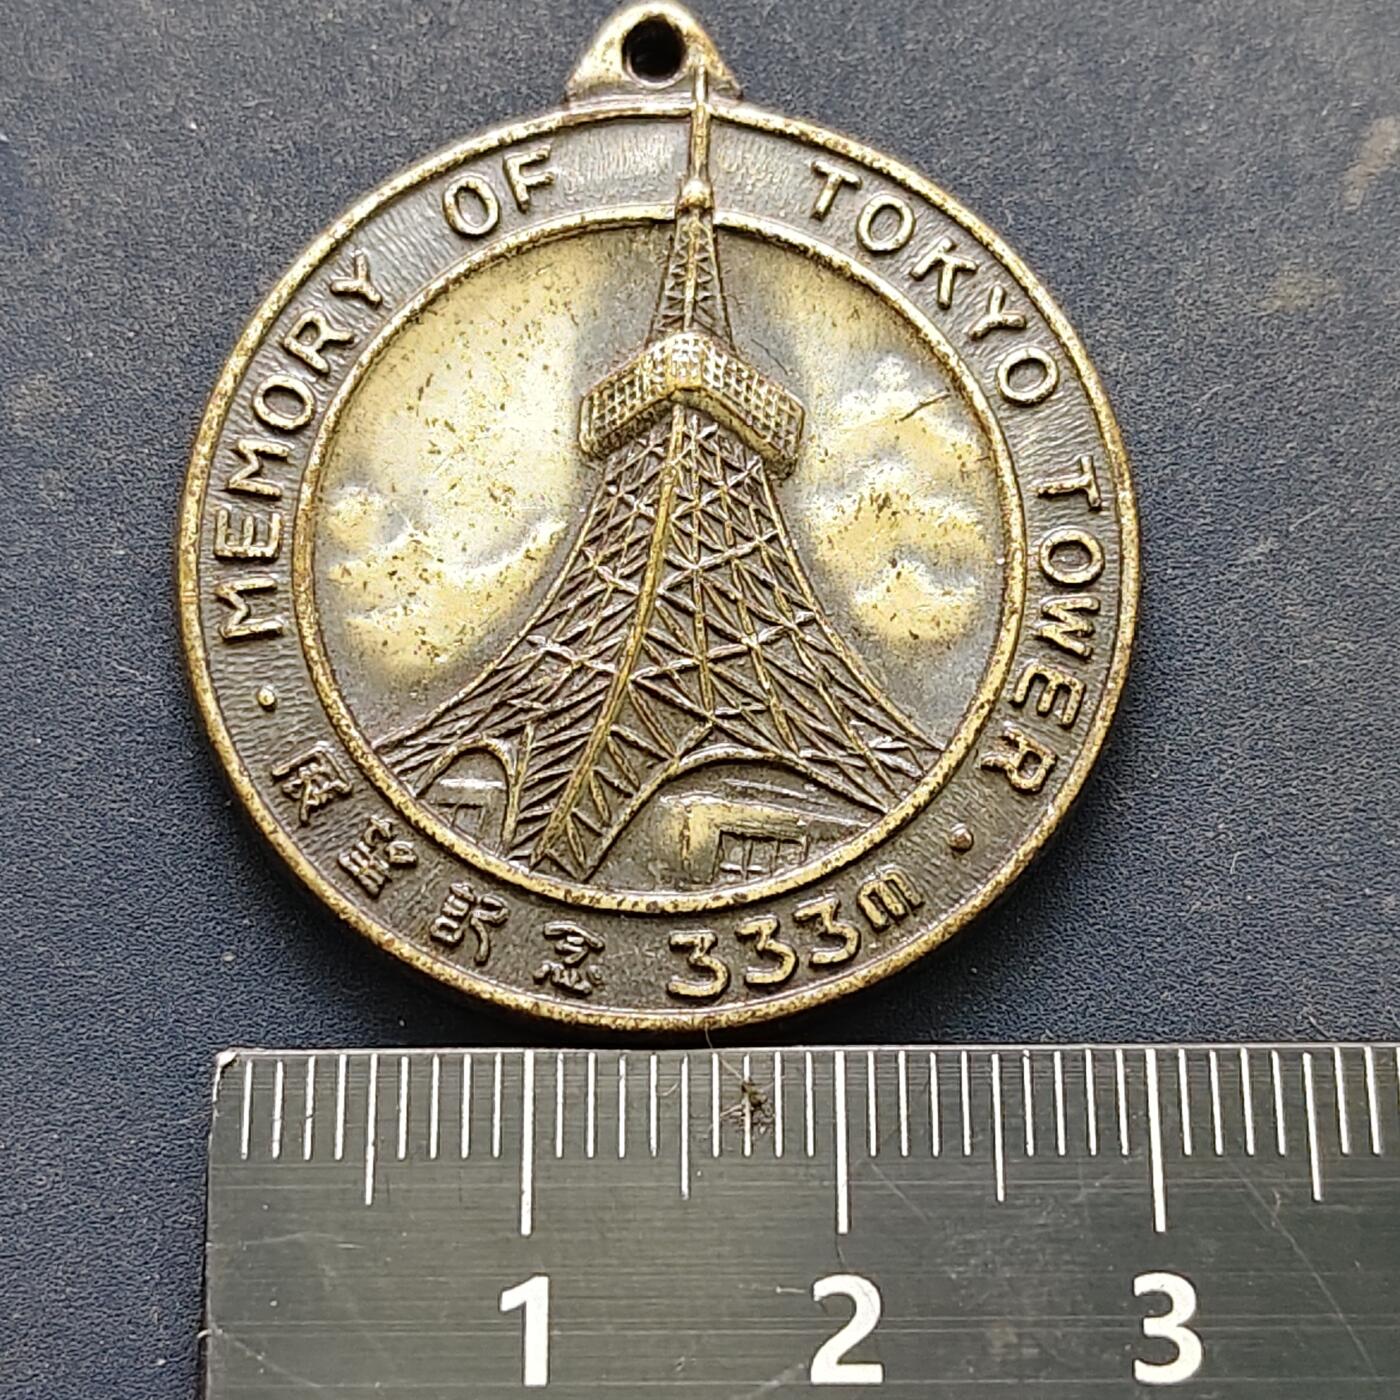 MEMORY OF TOKYO TOWER
展望記念 333m
1 2 3